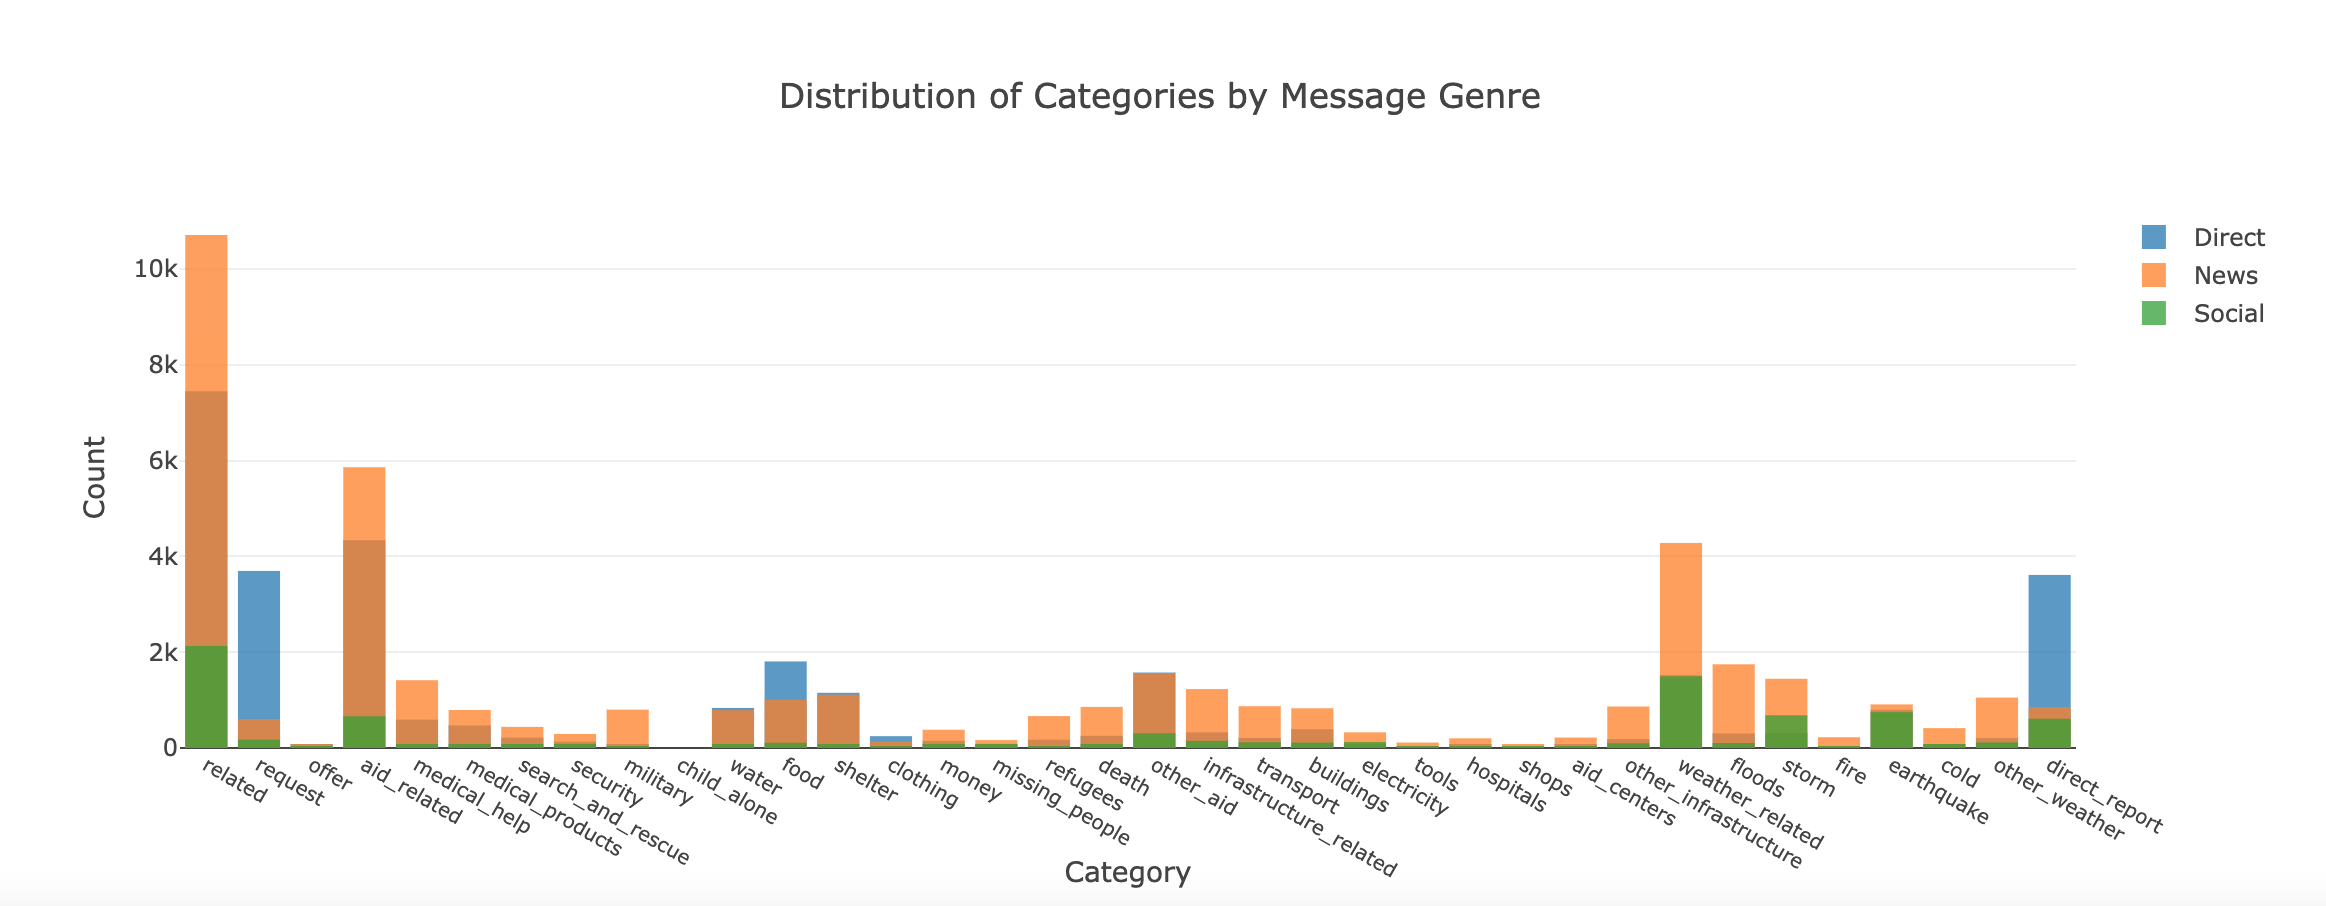 Distribution of Categories by Message Genre
Direct
News
Social
10k
8k
6k
4k
2k
0
Count
related
request
offer
aid_related
medical_help
medical_products
search_and_rescue
security
military
child_alone
water
food
shelter
clothing
money
missing_people
refugees
death
other_aid
infrastructure_related
transport
buildings
electricity
tools
hospitals
shops
aid_centers
other_infrastructure
weather_related
floods
storm
fire
earthquake
cold
other_weather
direct_report
Category